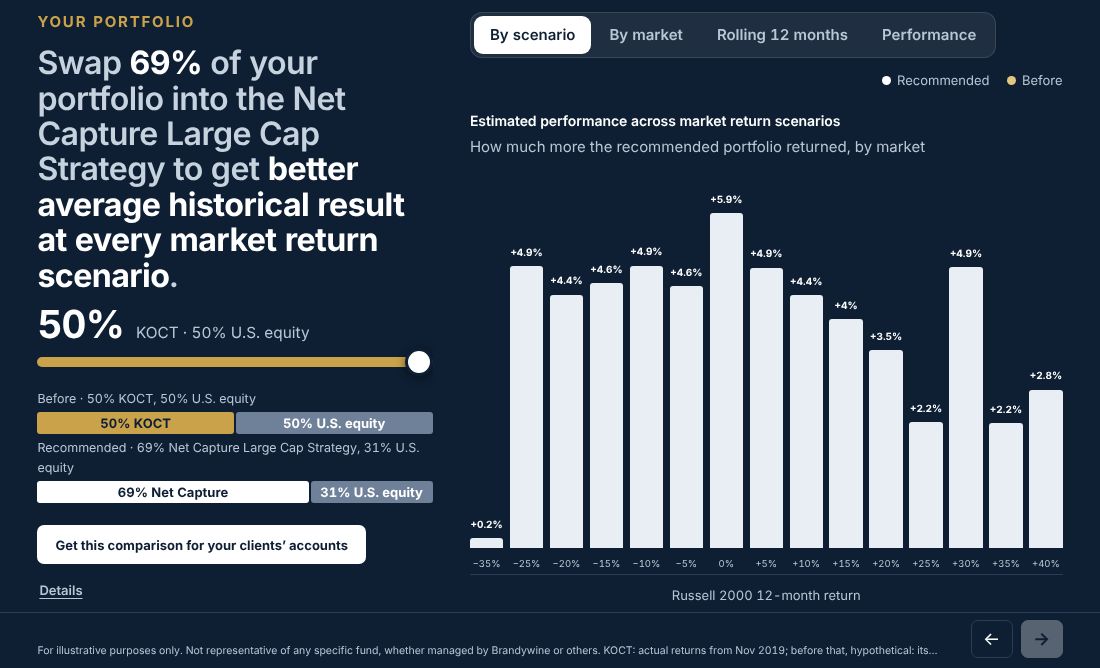 YOUR PORTFOLIO
Swap 69% of your
portfolio into the Net
Capture Large Cap
Strategy to get better
average historical result
at every market return
scenario.
50% KOCT · 50% U.S. equity
Before · 50% KOCT, 50% U.S. equity
50% KOCT 50% U.S. equity
Recommended · 69% Net Capture Large Cap Strategy, 31% U.S.
equity
69% Net Capture 31% U.S. equity
Get this comparison for your clients’ accounts
Details
By scenario By market Rolling 12 months Performance
Recommended Before
Estimated performance across market return scenarios
How much more the recommended portfolio returned, by market
+0.2% +4.9% +4.4% +4.6% +4.9% +4.6% +5.9% +4.9% +4.4% +4% +3.5% +2.2% +4.9% +2.2% +2.8%
−35% −25% −20% −15% −10% −5% 0% +5% +10% +15% +20% +25% +30% +35% +40%
Russell 2000 12-month return
For illustrative purposes only. Not representative of any specific fund, whether managed by Brandywine or others. KOCT: actual returns from Nov 2019; before that, hypothetical: its…